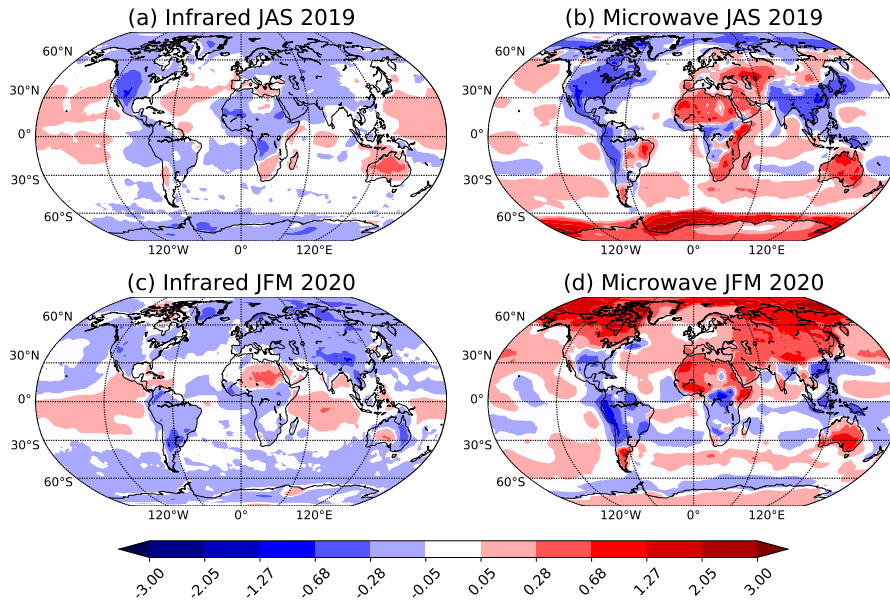 (a) Infrared JAS 2019
(b) Microwave JAS 2019
60°N
60°N
30°N
30°N
0°
0°
30°S
30°S
60°S
60°S
120°W 0° 120°E
120°W 0° 120°E
(c) Infrared JFM 2020
(d) Microwave JFM 2020
60°N
60°N
30°N
30°N
0°
0°
30°S
30°S
60°S
60°S
120°W 0° 120°E
120°W 0° 120°E
-3.00 -2.05 -1.27 -0.68 -0.28 -0.05 0.05 0.28 0.68 1.27 2.05 3.00